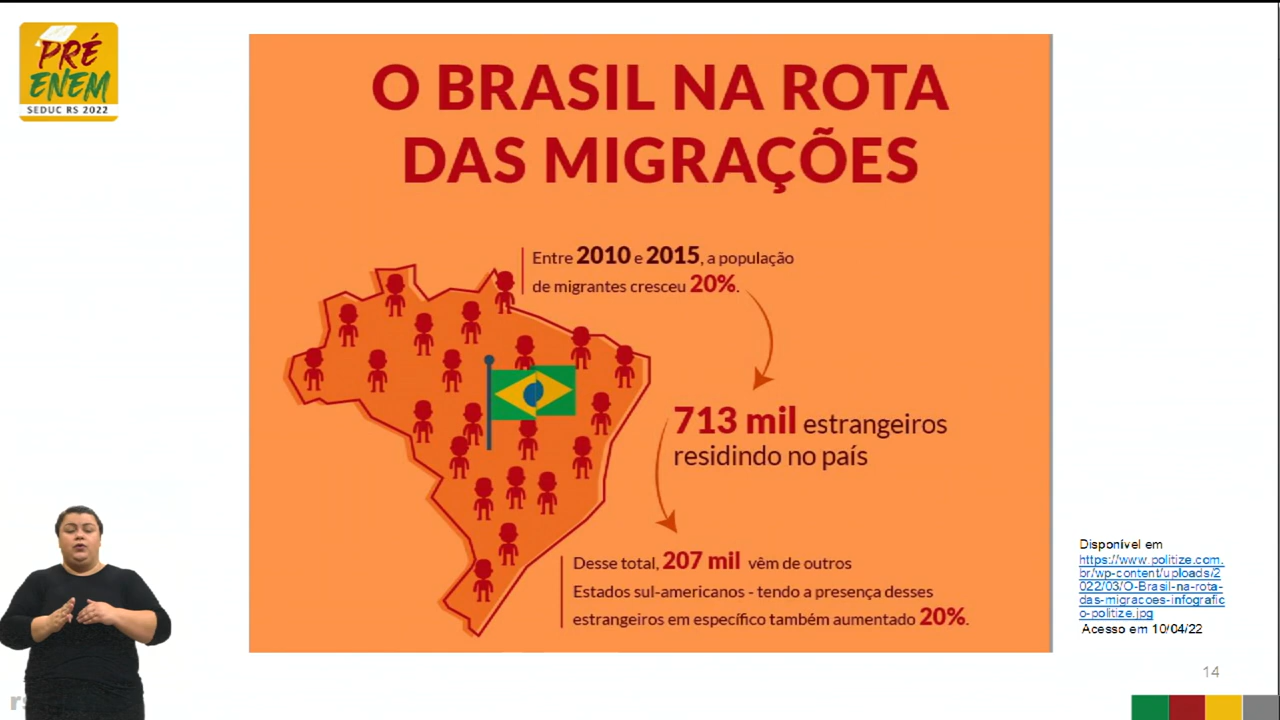 PRÉ
ENEM
SEDUC RS 2022
O BRASIL NA ROTA
DAS MIGRAÇÕES
Entre 2010 e 2015, a população
de migrantes cresceu 20%.
713 mil estrangeiros
residindo no país
Desse total, 207 mil vêm de outros
Estados sul-americanos - tendo a presença desses
estrangeiros em específico também aumentado 20%.
Disponível em
https://www.politize.com.
br/wp-content/uploads/2
022/03/O-Brasil-na-rota-
das-migracoes-infografic
o-politize.jpg
Acesso em 10/04/22
14